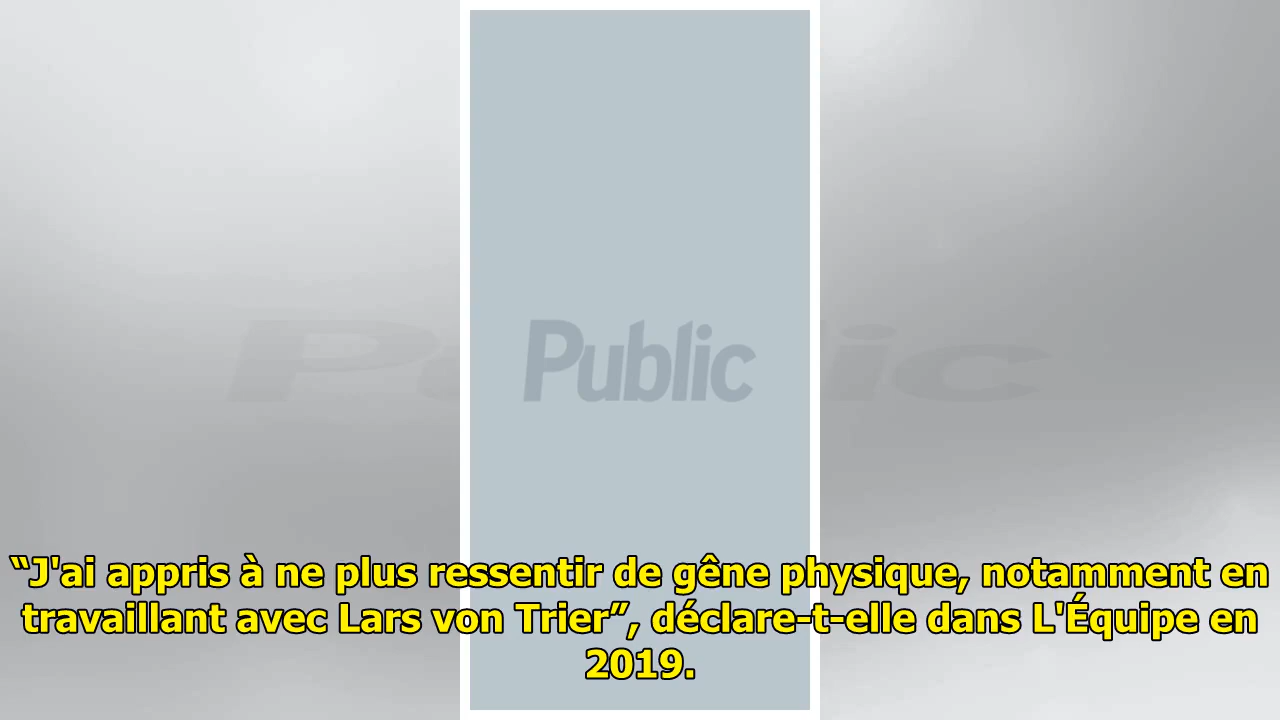 Public
“J'ai appris à ne plus ressentir de gêne physique, notamment en
travaillant avec Lars von Trier”, déclare-t-elle dans L'Équipe en
2019.